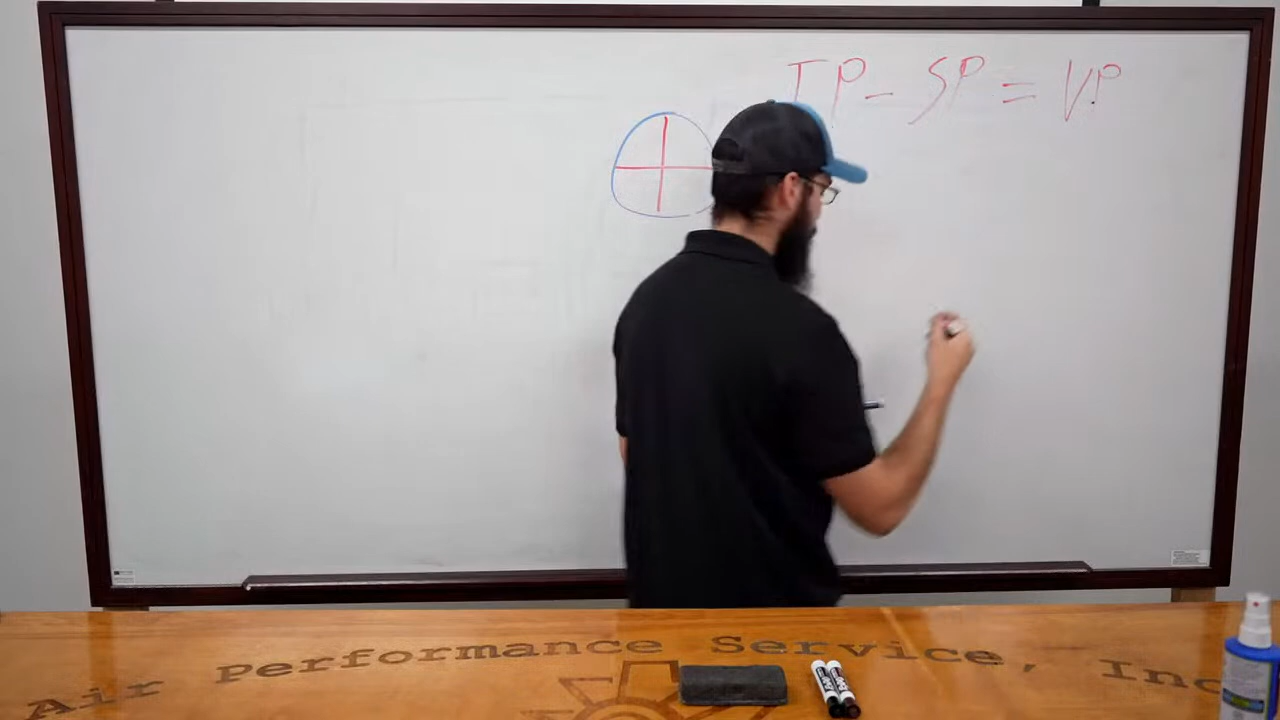 TP - SP = VP
Air Performance Service, Inc